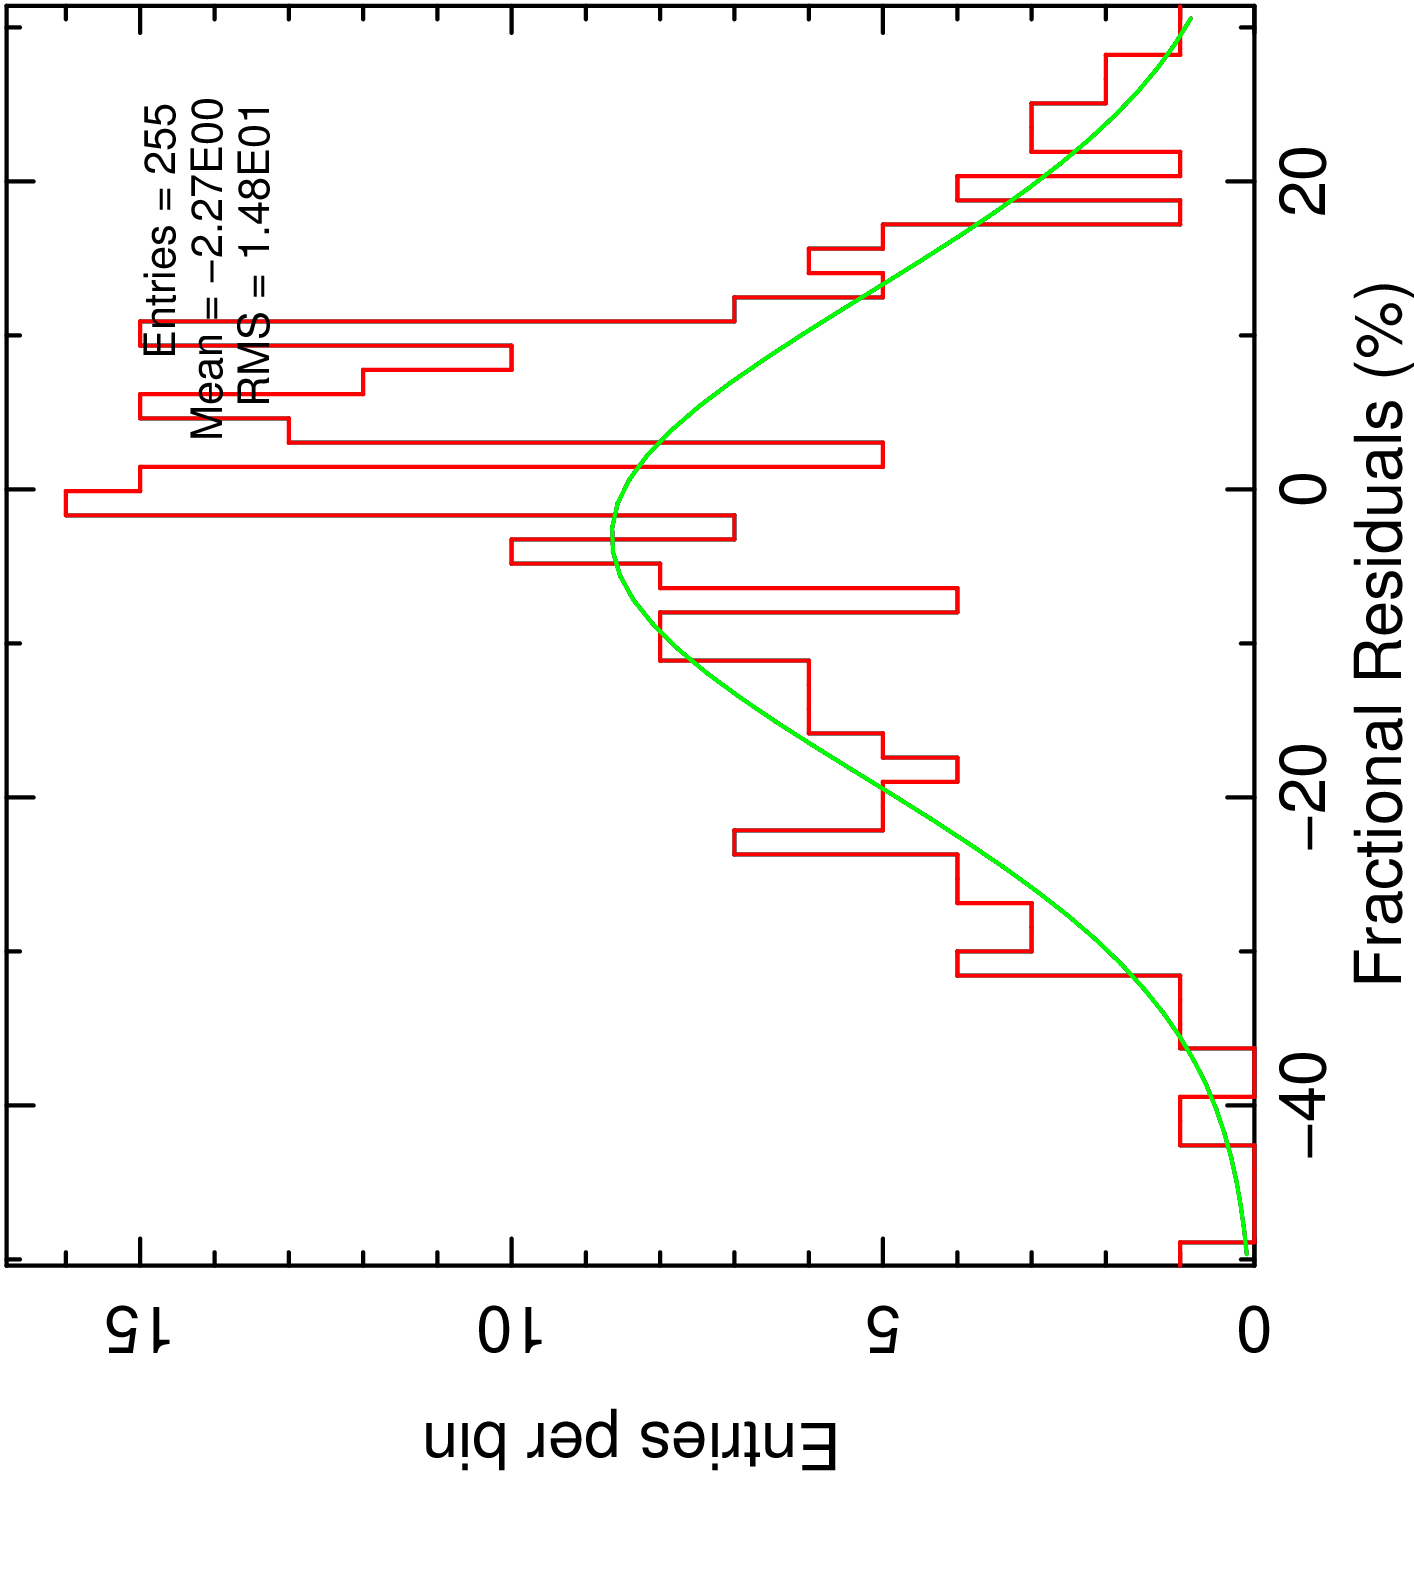 Entries = 255
Mean = −2.27E00
RMS = 1.48E01
15
10
5
0
Entries per bin
−40
−20
0
20
Fractional Residuals (%)